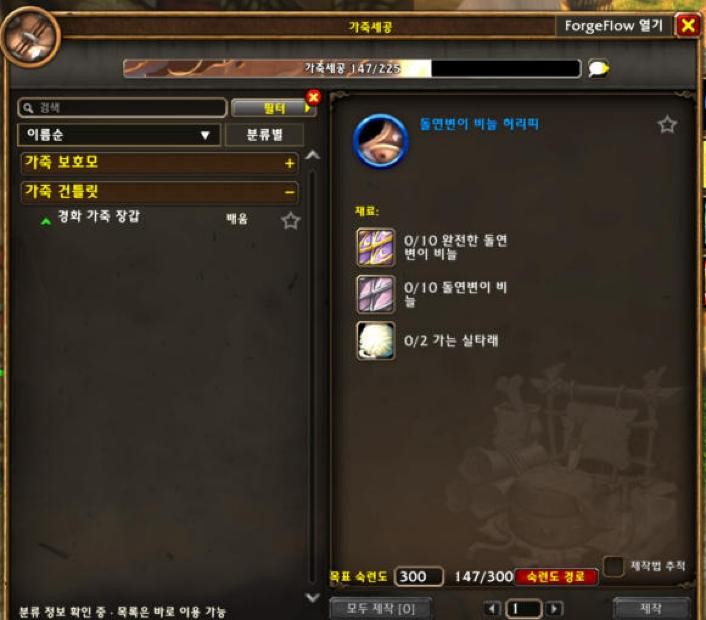 가죽세공
ForgeFlow 열기
가죽세공 147/225
검색
필터
이름순
분류별
가죽 보호모
가죽 건틀릿
경화 가죽 장갑 배움
돌연변이 비늘 허리띠
재료:
0/10 완전한 돌연
변이 비늘
0/10 돌연변이 비
늘
0/2 가는 실타래
제작법 추적
목표 숙련도 300 147/300 숙련도 경로
분류 정보 확인 중 · 목록은 바로 이용 가능
모두 제작 [0]
1
제작